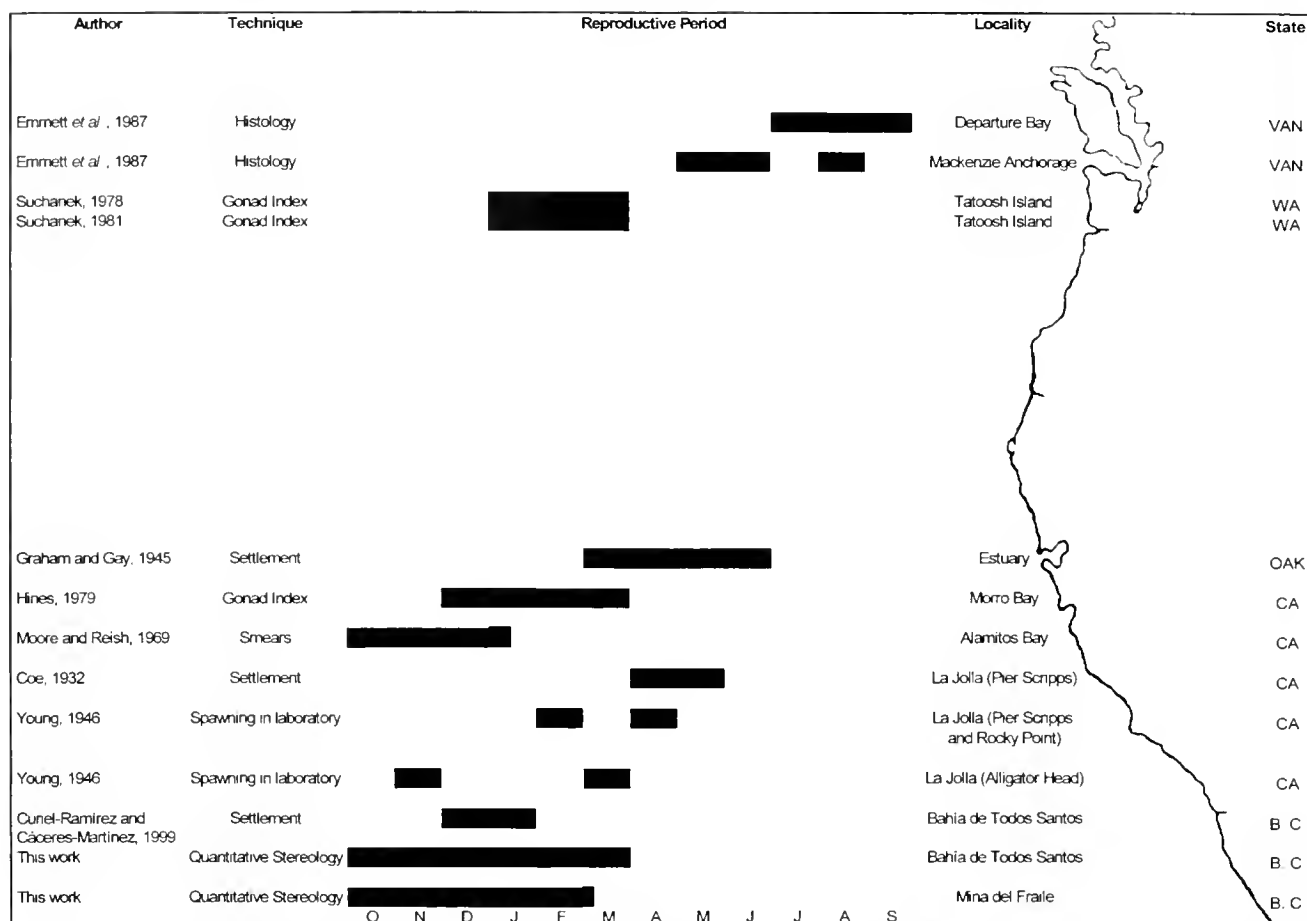 Author Technique Reproductive Period Locality State
Emmett et al , 1987 Histology Departure Bay VAN
Emmett et al , 1987 Histology Mackenzie Anchorage VAN
Suchanek, 1978 Gonad Index Tatoosh Island WA
Suchanek, 1981 Gonad Index Tatoosh Island WA
Graham and Gay, 1945 Settlement Estuary OAK
Hines, 1979 Gonad Index Morro Bay CA
Moore and Reish, 1969 Smears Alamitos Bay CA
Coe, 1932 Settlement La Jolla (Pier Scripps) CA
Young, 1946 Spawning in laboratory La Jolla (Pier Scripps CA
and Rocky Point)
Young, 1946 Spawning in laboratory La Jolla (Alligator Head) CA
Curiel-Ramírez and Settlement Bahía de Todos Santos B. C
Cáceres-Martínez, 1999
This work Quantitative Stereology Bahía de Todos Santos B. C
This work Quantitative Stereology Mina del Fraile B. C
O N D J F M A M J J A S